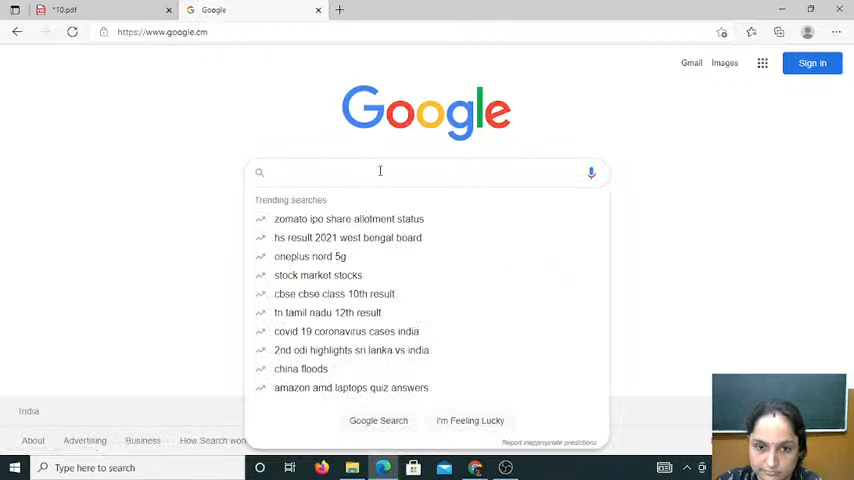 *10.pdf
Google
https://www.google.cm
Gmail Images Sign in
Google
Trending searches
zomato ipo share allotment status
hs result 2021 west bengal board
oneplus nord 5g
stock market stocks
cbse cbse class 10th result
tn tamil nadu 12th result
covid 19 coronavirus cases india
2nd odi highlights sri lanka vs india
china floods
amazon amd laptops quiz answers
Google Search I'm Feeling Lucky
Report inappropriate predictions
India
About Advertising Business How Search wor
Type here to search